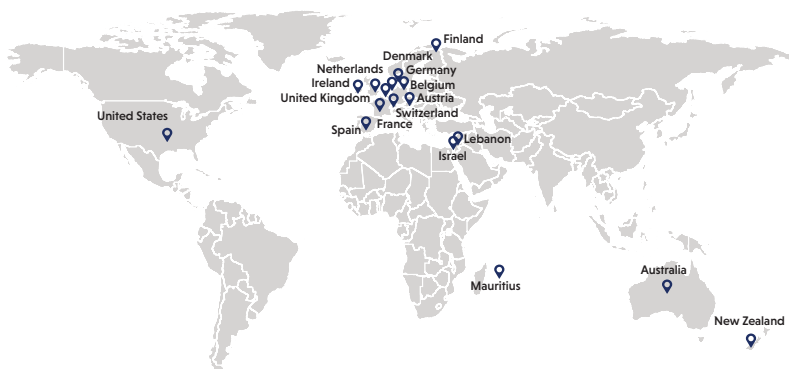 Finland
Denmark
Netherlands
Germany
Ireland
Belgium
United Kingdom
Austria
Switzerland
United States
France
Spain
Lebanon
Israel
Mauritius
Australia
New Zealand